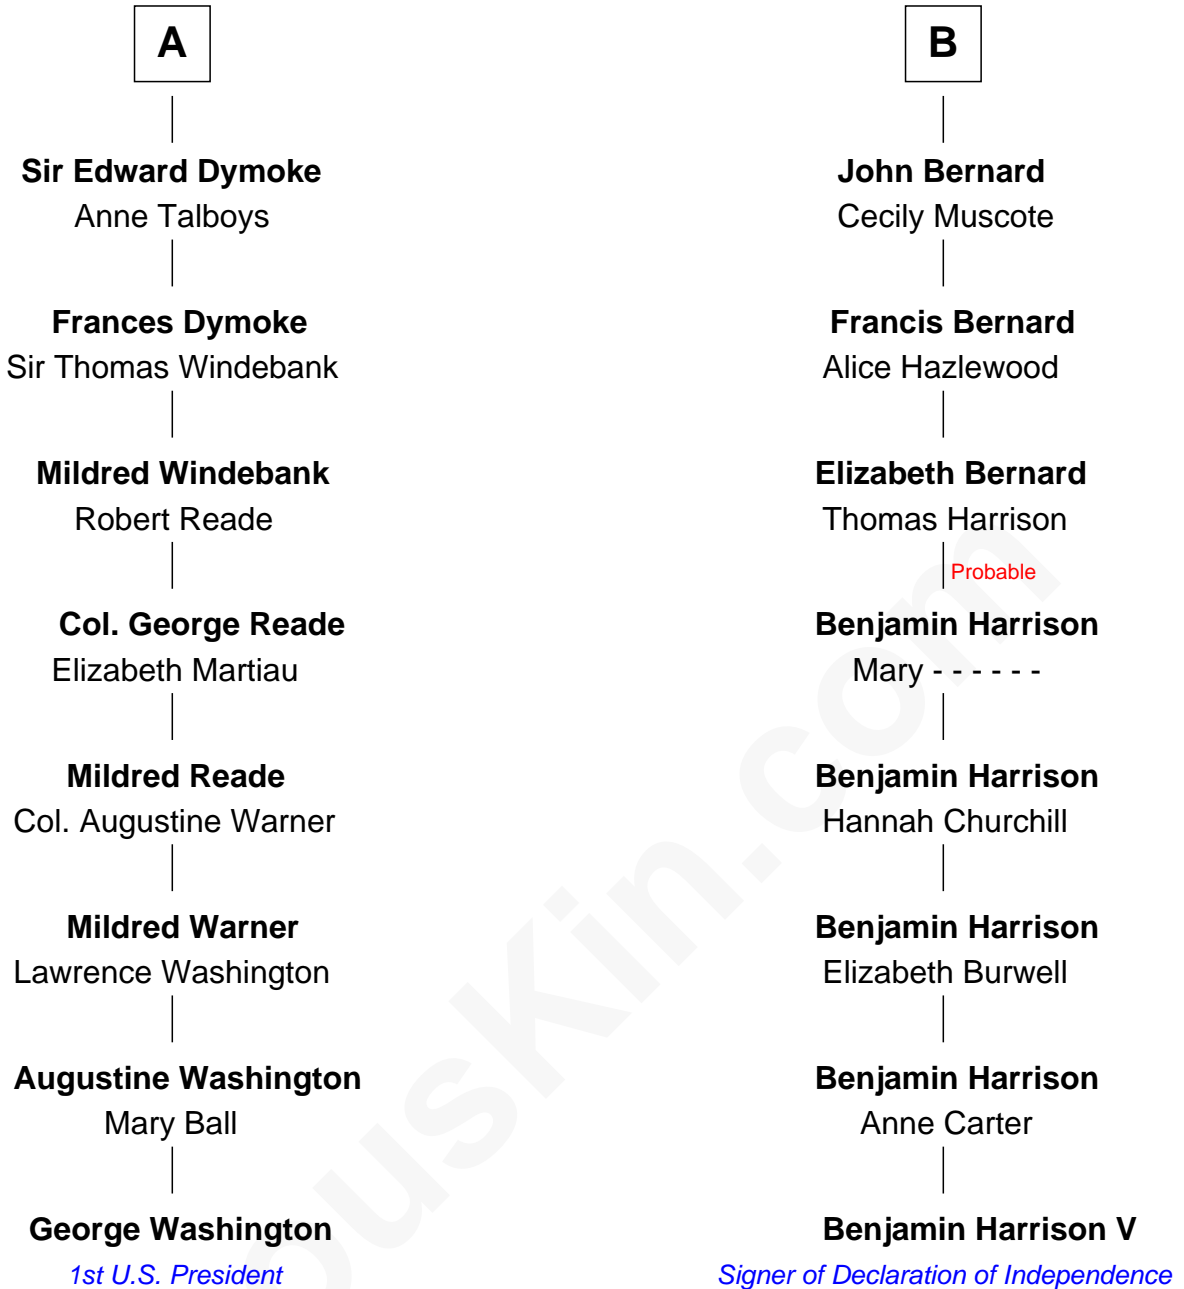 A
Sir Edward Dymoke
Anne Talboys
Frances Dymoke
Sir Thomas Windebank
Mildred Windebank
Robert Reade
Col. George Reade
Elizabeth Martiau
Mildred Reade
Col. Augustine Warner
Mildred Warner
Lawrence Washington
Augustine Washington
Mary Ball
George Washington
1st U.S. President
B
John Bernard
Cecily Muscote
Francis Bernard
Alice Hazlewood
Elizabeth Bernard
Thomas Harrison
Probable
Benjamin Harrison
Mary - - - - - -
Benjamin Harrison
Hannah Churchill
Benjamin Harrison
Elizabeth Burwell
Benjamin Harrison
Anne Carter
Benjamin Harrison V
Signer of Declaration of Independence
ousKin.com